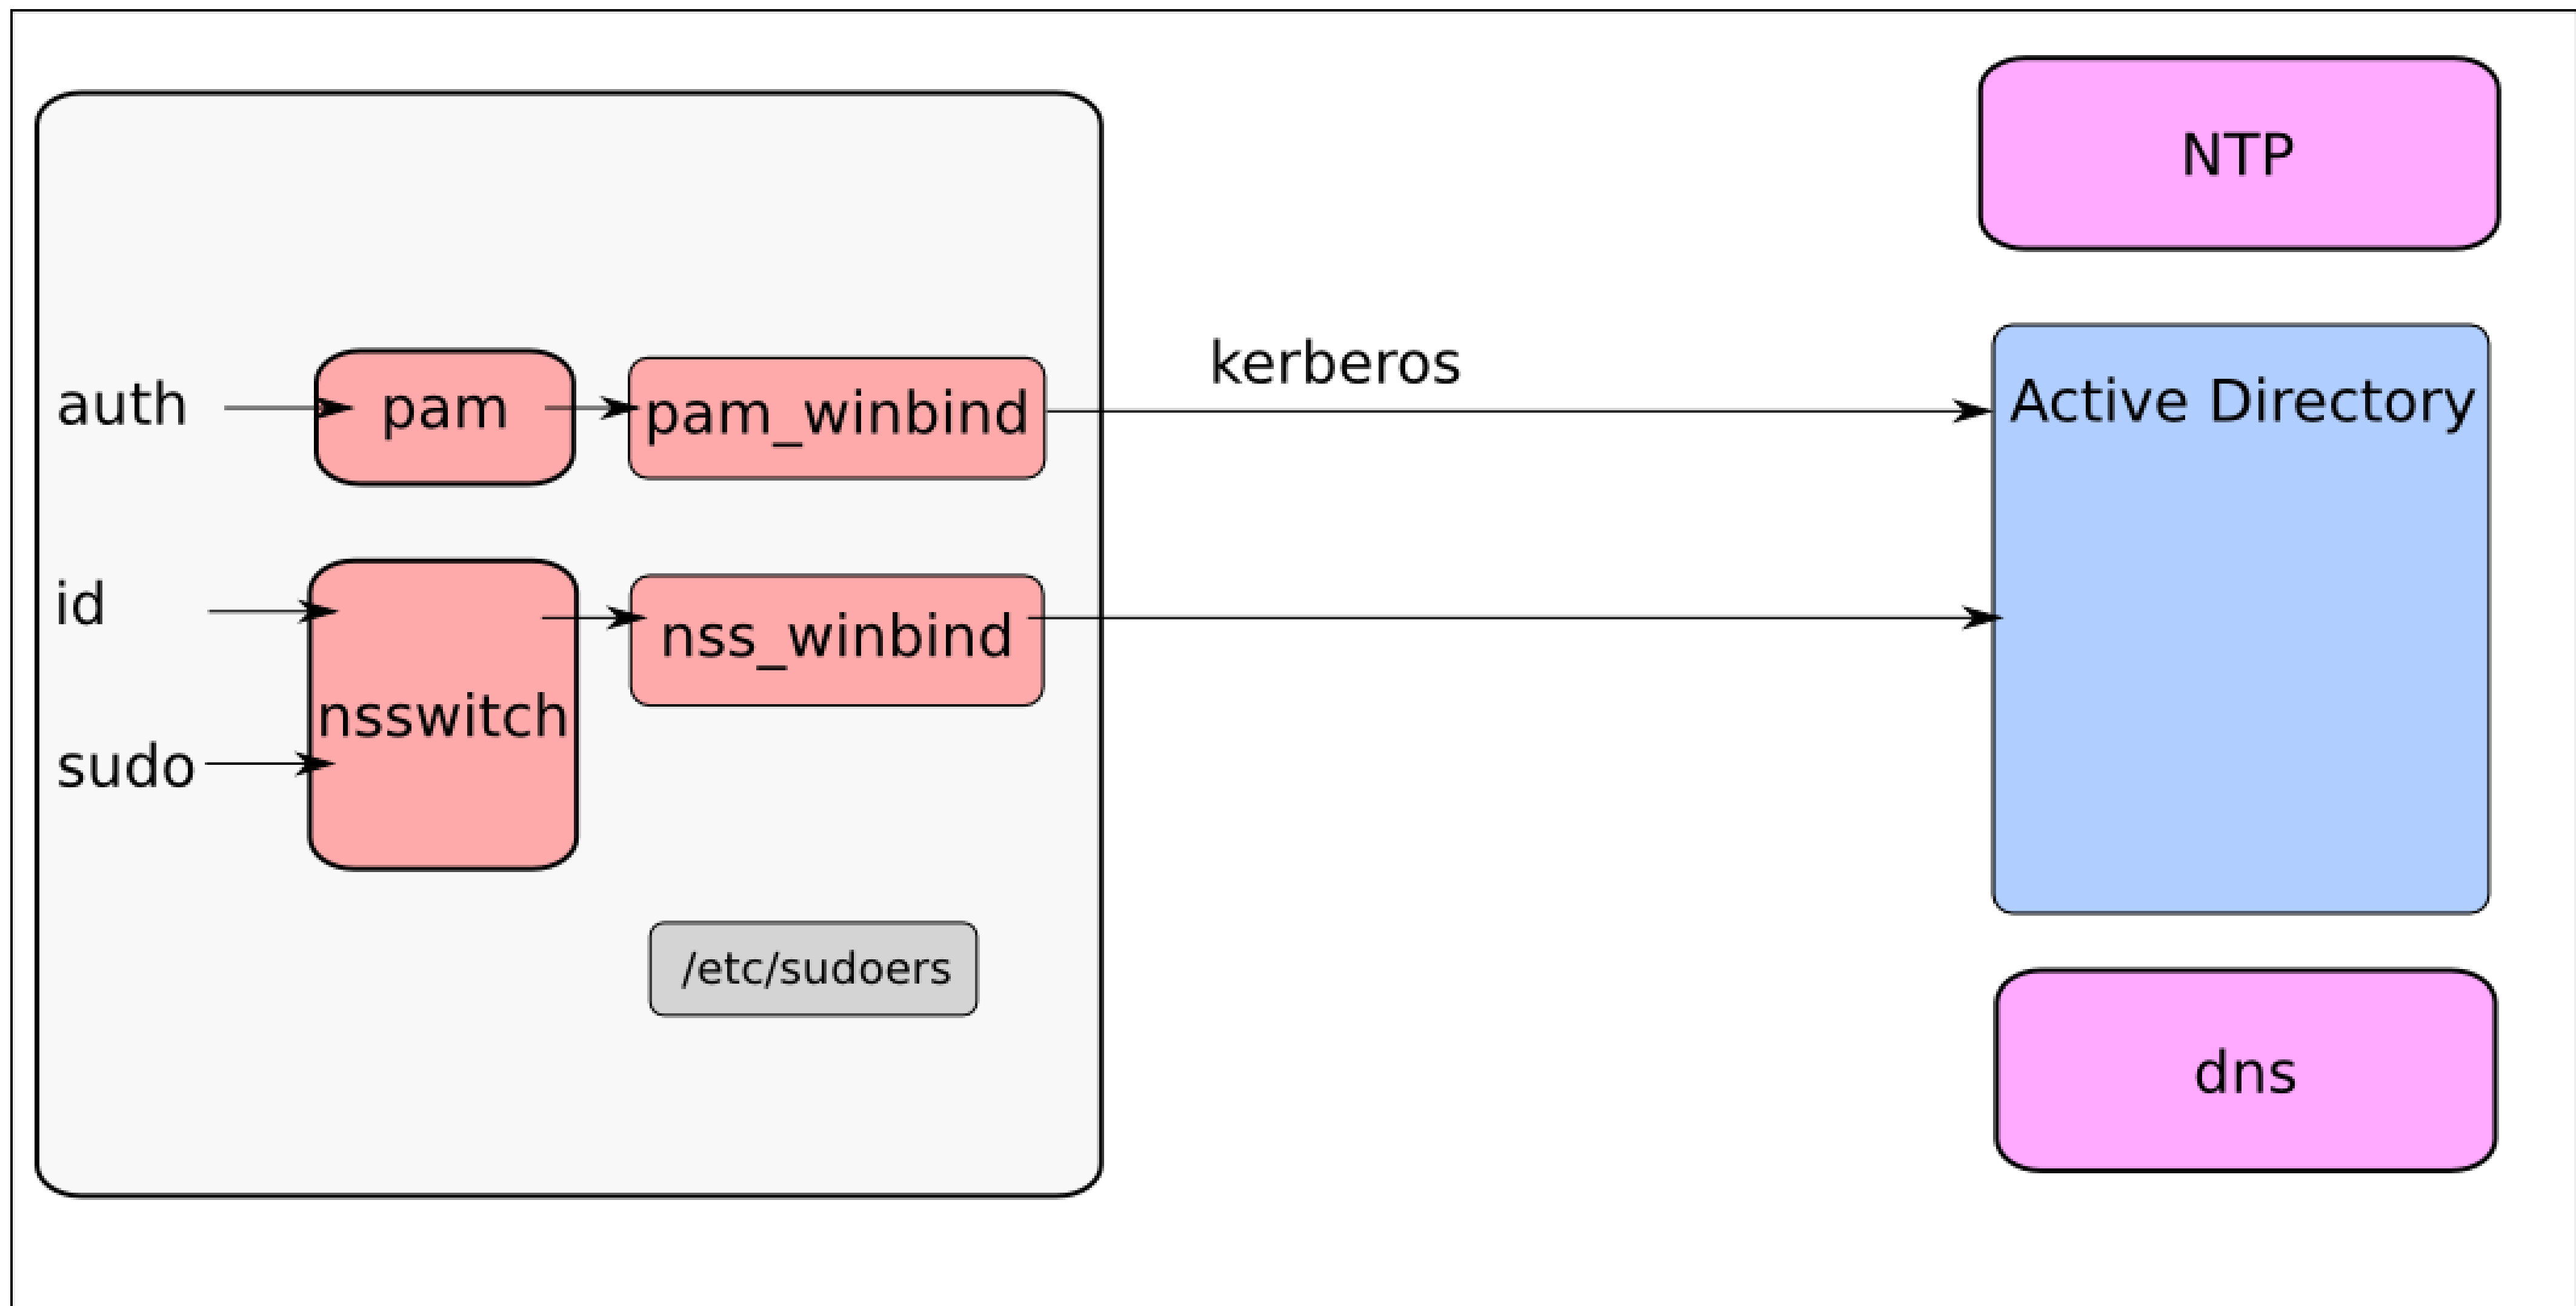 NTP
kerberos
auth
pam
pam_winbind
Active Directory
id
nss_winbind
nsswitch
sudo
/etc/sudoers
dns